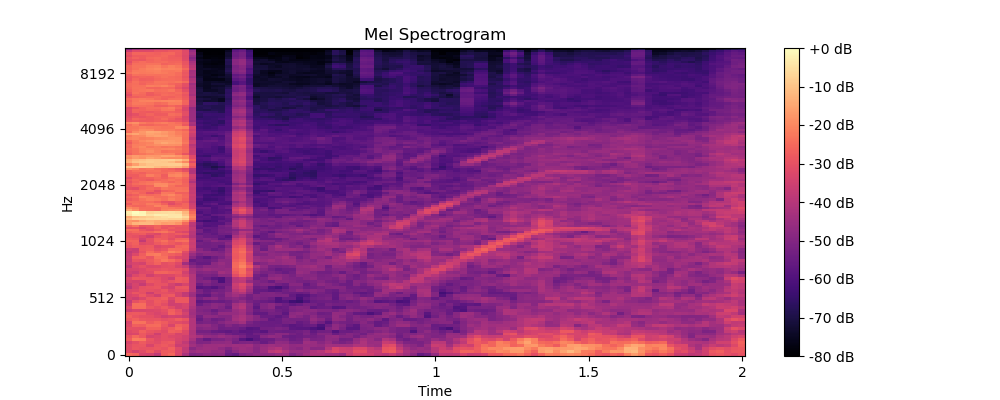 Mel Spectrogram
8192
4096
2048
1024
512
0
Hz
0
0.5
1
1.5
2
Time
+0 dB
-10 dB
-20 dB
-30 dB
-40 dB
-50 dB
-60 dB
-70 dB
-80 dB